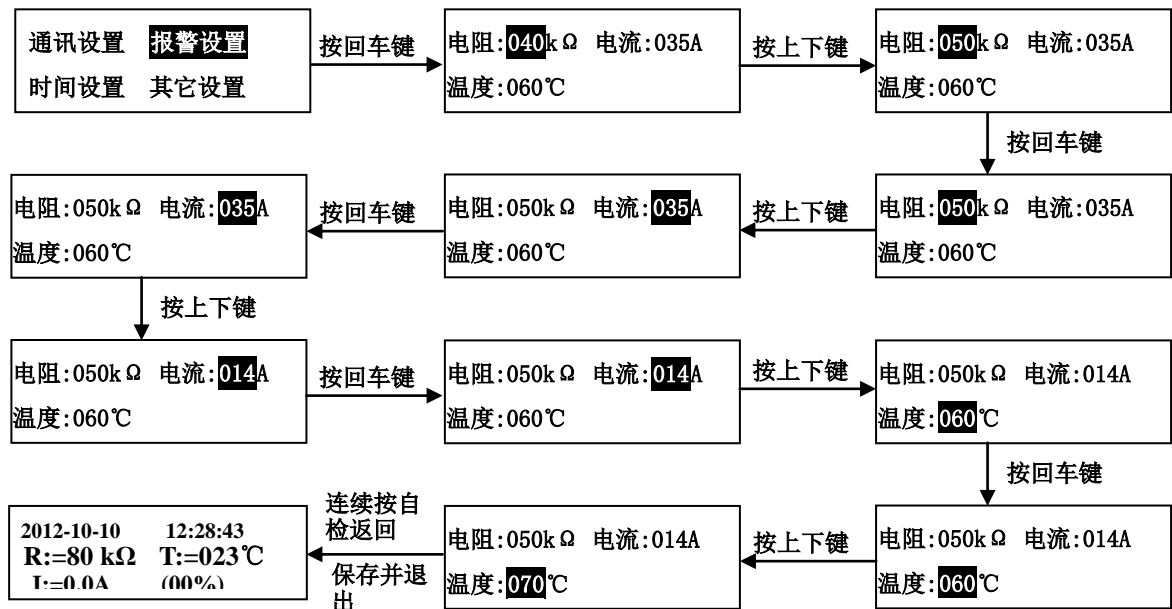 通讯设置 报警设置
时间设置 其它设置
按回车键
电阻:040kΩ 电流:035A
温度:060℃
按上下键
电阻:050kΩ 电流:035A
温度:060℃
按回车键
电阻:050kΩ 电流:035A
温度:060℃
按上下键
电阻:050kΩ 电流:035A
温度:060℃
按回车键
电阻:050kΩ 电流:035A
温度:060℃
按上下键
电阻:050kΩ 电流:014A
温度:060℃
按回车键
电阻:050kΩ 电流:014A
温度:060℃
按上下键
电阻:050kΩ 电流:014A
温度:060℃
按回车键
电阻:050kΩ 电流:014A
温度:060℃
按上下键
电阻:050kΩ 电流:014A
温度:070℃
连续按自
检返回
保存并退
出
2012-10-10 12:28:43
R:=80 kΩ T:=023℃
I:=0.0A (00%)